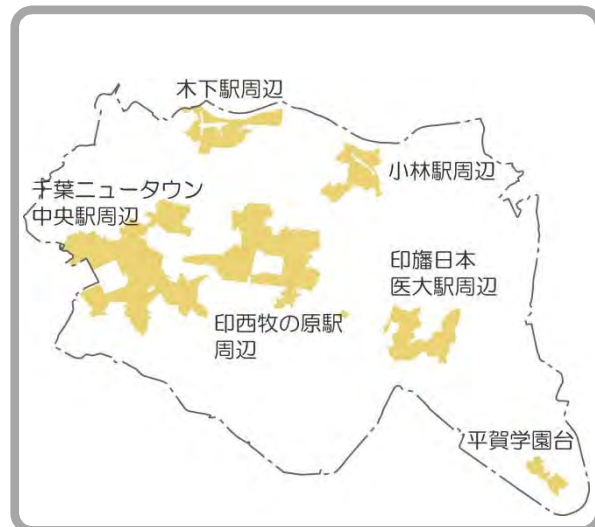 木下駅周辺
小林駅周辺
千葉ニュータウン
中央駅周辺
印旛日本
医大駅周辺
印西牧の原駅
周辺
平賀学園台